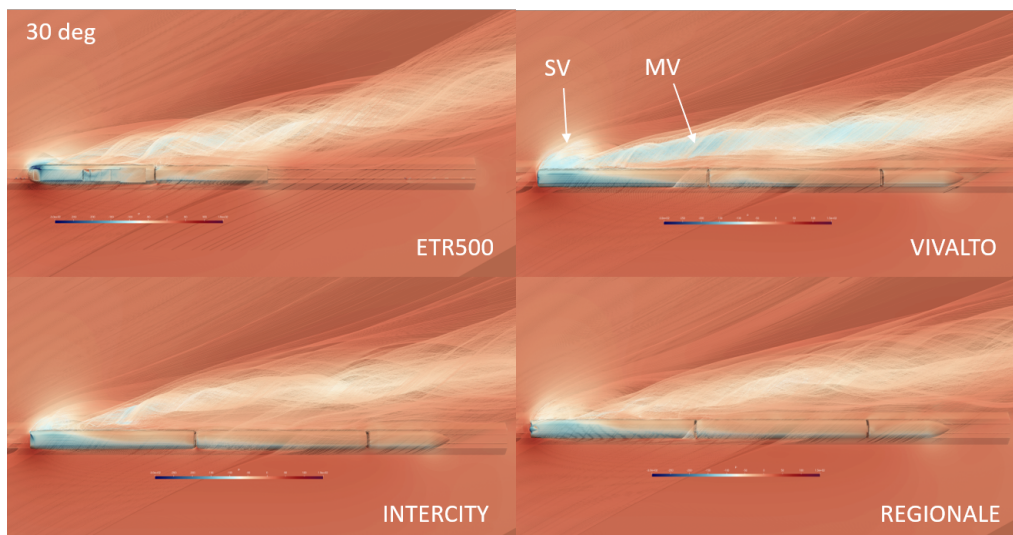 30 deg
SV
MV
ETR500
VIVALTO
INTERCITY
REGIONALE